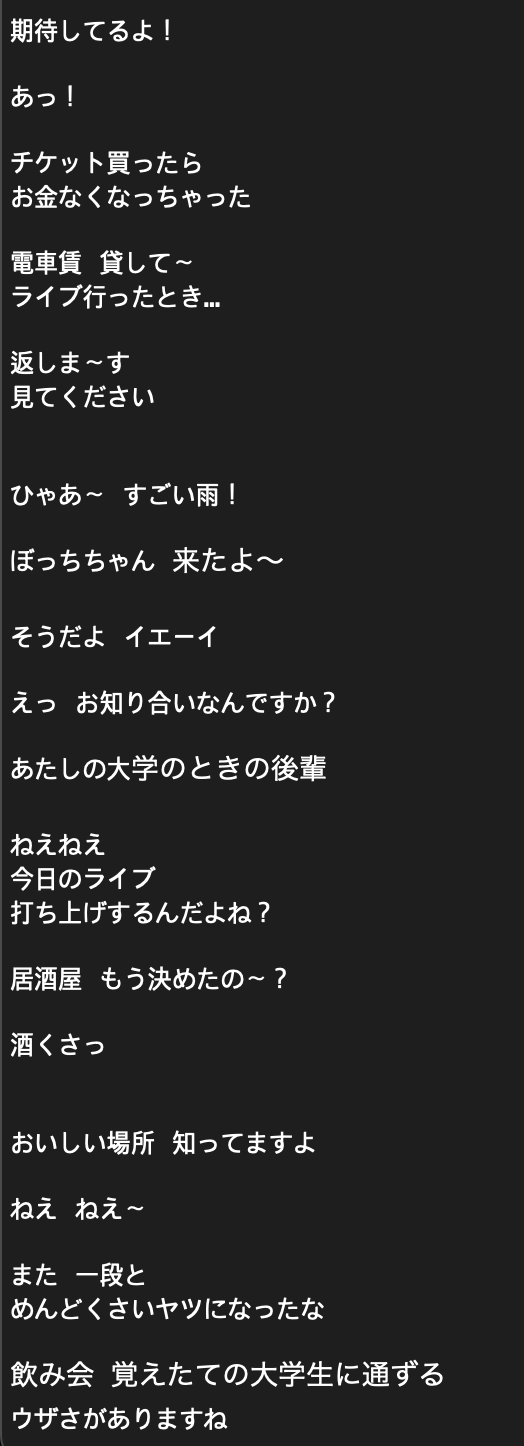 期待してるよ！
あっ！
チケット買ったら
お金なくなっちゃった
電車賃 貸して～
ライブ行ったとき…
返しま～す
見てください
ひゃあ～ すごい雨！
ぼっちちゃん 来たよ～
そうだよ イエーイ
えっ お知り合いなんですか？
あたしの大学のときの後輩
ねえねえ
今日のライブ
打ち上げするんだよね？
居酒屋 もう決めたの～？
酒くさっ
おいしい場所 知ってますよ
ねえ ねえ～
また 一段と
めんどくさいヤツになったな
飲み会 覚えたての大学生に通ずる
ウザさがありますね